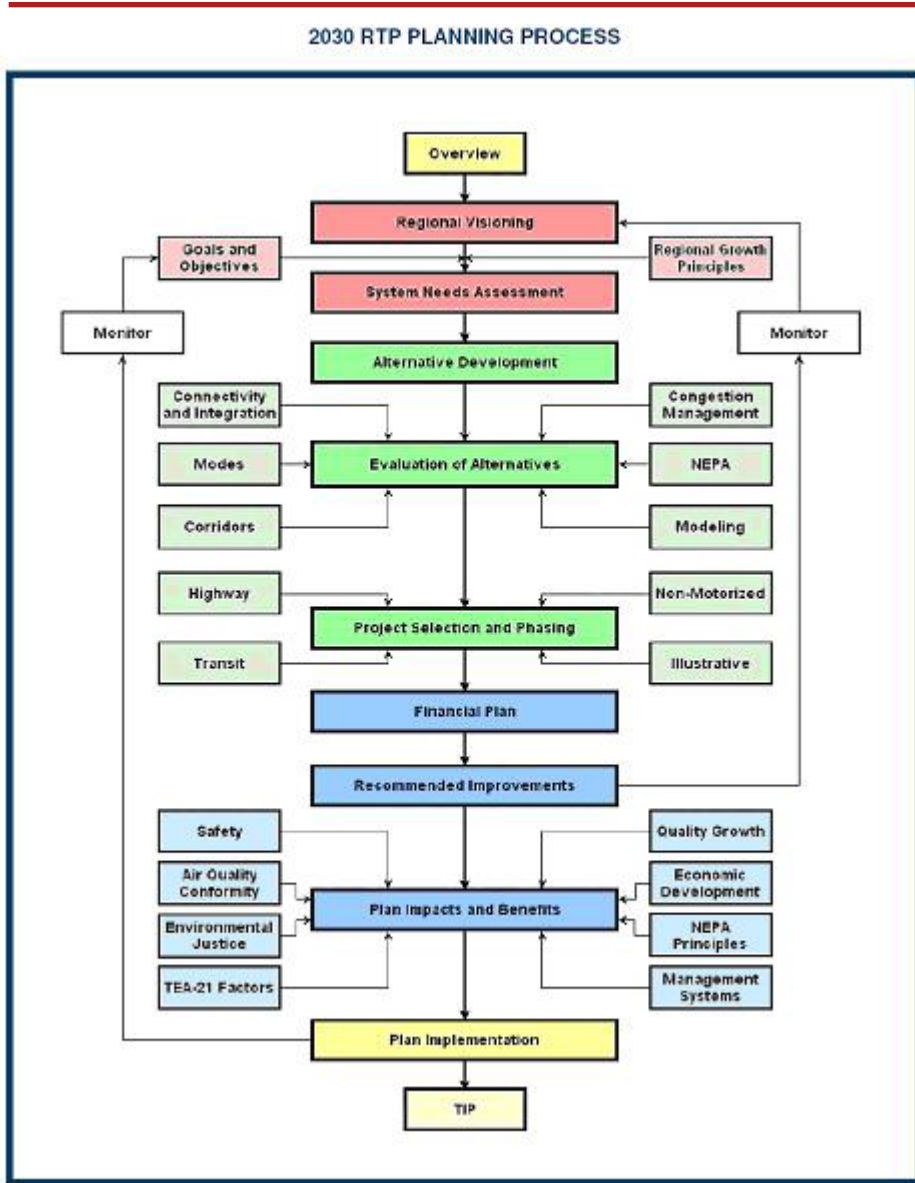 2030 RTP PLANNING PROCESS
Overview
Regional Visioning
Goals and
Objectives
Regional Growth
Principles
System Needs Assessment
Monitor
Monitor
Alternative Development
Connectivity
and Integration
Congestion
Management
Modes
Evaluation of Alternatives
NEPA
Corridors
Modeling
Highway
Non-Motorized
Project Selection and Phasing
Transit
Illustrative
Financial Plan
Recommended Improvements
Safety
Quality Growth
Air Quality
Conformity
Economic
Development
Plan Impacts and Benefits
Environmental
Justice
NEPA
Principles
TEA-21 Factors
Management
Systems
Plan Implementation
TIP